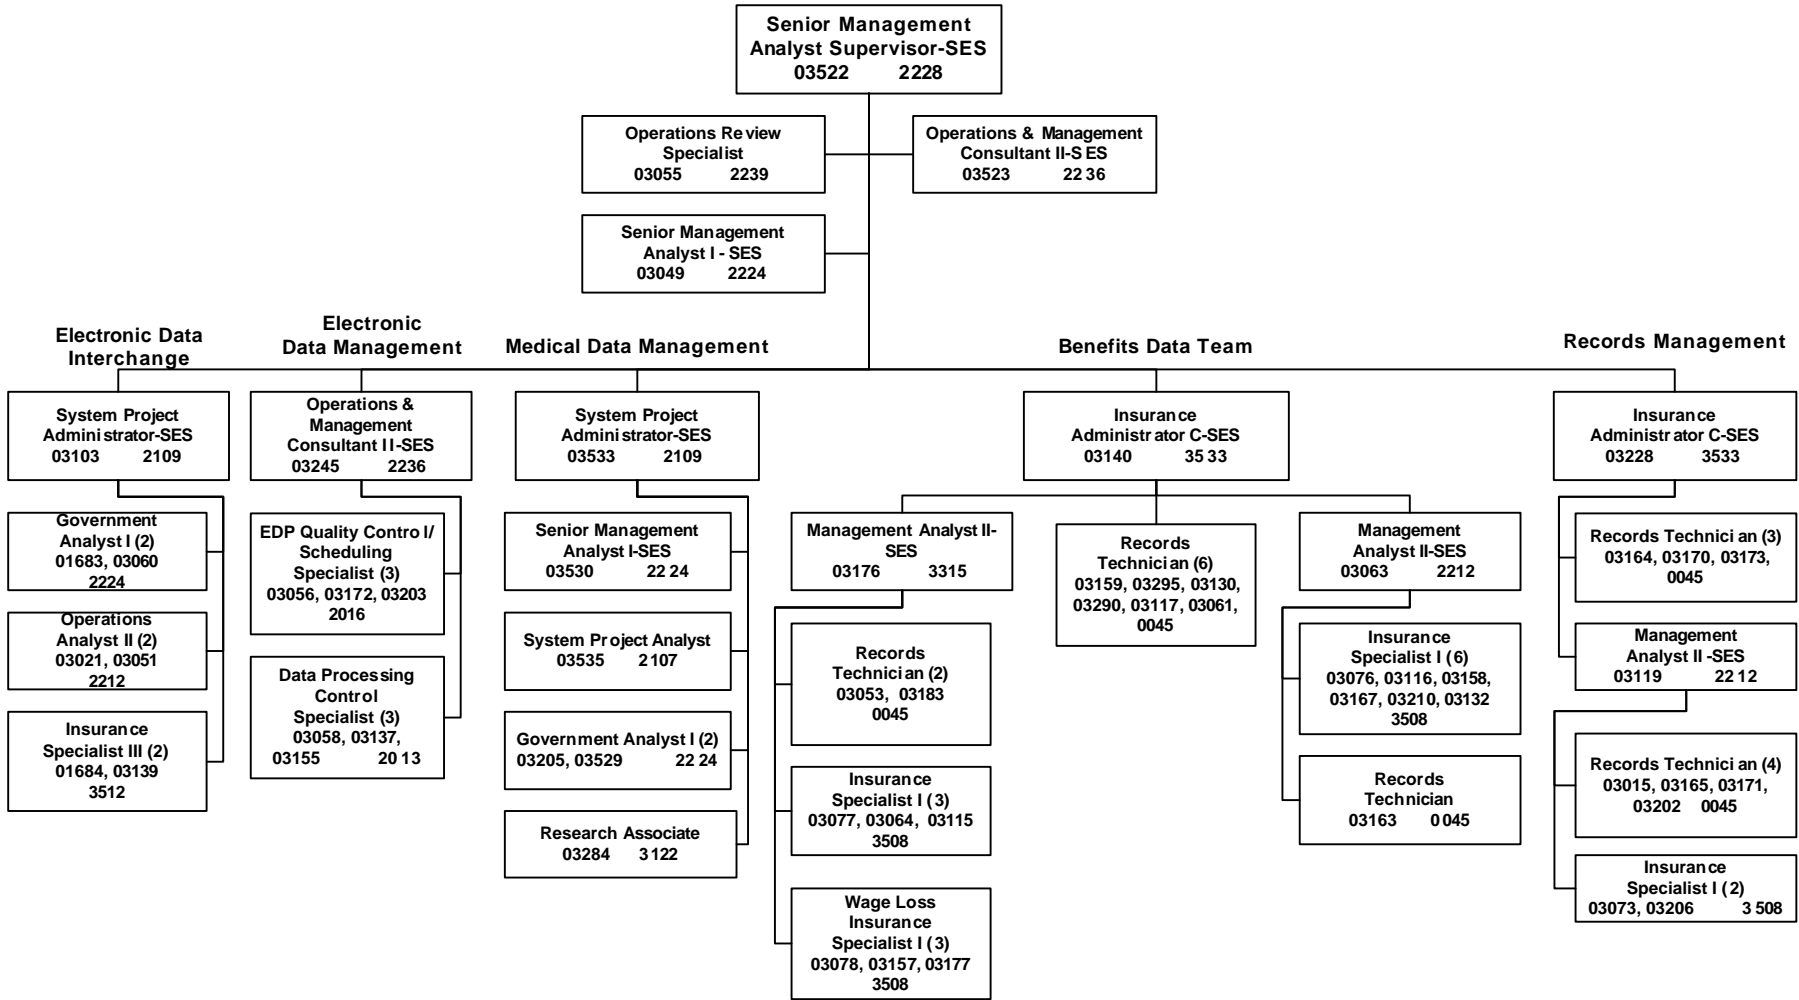 Senior Management
Analyst Supervisor-SES
03522 2228
Operations Review
Specialist
03055 2239
Operations & Management
Consultant II-SES
03523 2236
Senior Management
Analyst I - SES
03049 2224
Electronic Data
Interchange
Electronic
Data Management
Medical Data Management
Benefits Data Team
Records Management
System Project
Administrator-SES
03103 2109
Operations &
Management
Consultant II-SES
03245 2236
System Project
Administrator-SES
03533 2109
Insurance
Administrator C-SES
03140 3533
Insurance
Administrator C-SES
03228 3533
Government
Analyst I (2)
01683, 03060
2224
Operations
Analyst II (2)
03021, 03051
2212
Insurance
Specialist III (2)
01684, 03139
3512
EDP Quality Control/
Scheduling
Specialist (3)
03056, 03172, 03203
2016
Data Processing
Control
Specialist (3)
03058, 03137,
03155 2013
Senior Management
Analyst I-SES
03530 2224
System Project Analyst
03535 2107
Government Analyst I (2)
03205, 03529 2224
Research Associate
03284 3122
Management Analyst II-
SES
03176 3315
Records
Technician (2)
03053, 03183
0045
Insurance
Specialist I (3)
03077, 03064, 03115
3508
Wage Loss
Insurance
Specialist I (3)
03078, 03157, 03177
3508
Records
Technician (6)
03159, 03295, 03130,
03290, 03117, 03061,
0045
Management
Analyst II-SES
03063 2212
Insurance
Specialist I (6)
03076, 03116, 03158,
03167, 03210, 03132
3508
Records
Technician
03163 0045
Records Technician (3)
03164, 03170, 03173,
0045
Management
Analyst II -SES
03119 2212
Records Technician (4)
03015, 03165, 03171,
03202 0045
Insurance
Specialist I (2)
03073, 03206 3508